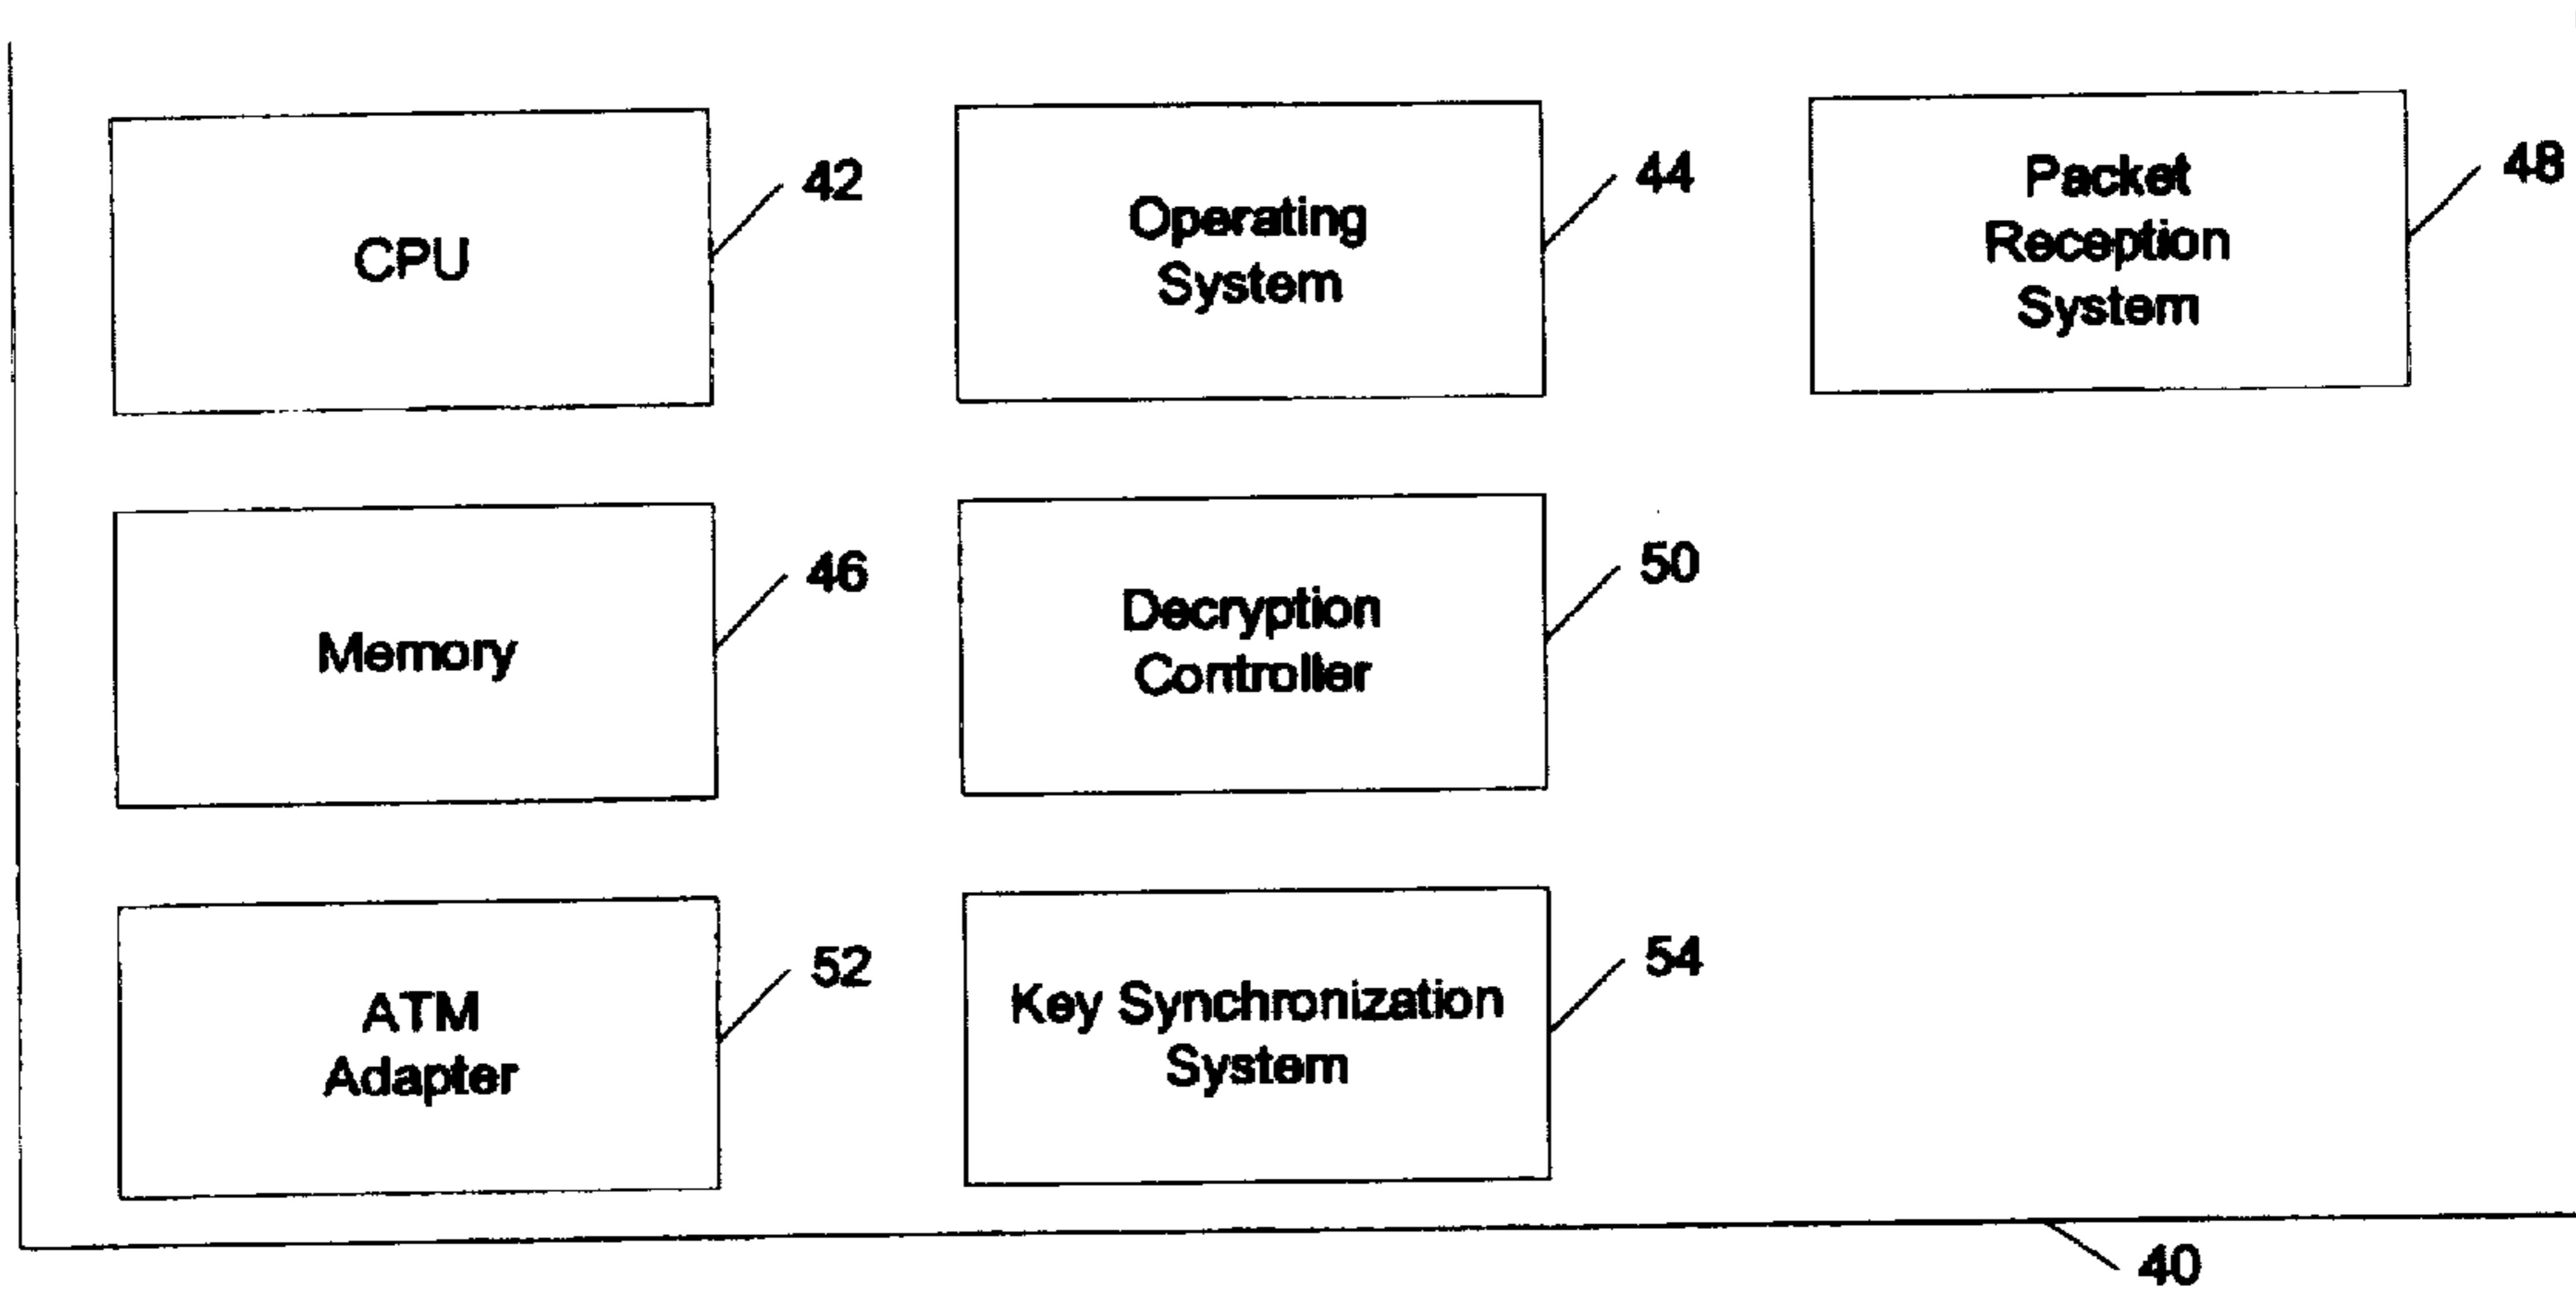 CPU
42
Operating
System
44
Packet
Reception
System
48
Memory
46
Decryption
Controller
50
ATM
Adapter
52
Key Synchronization
System
54
40